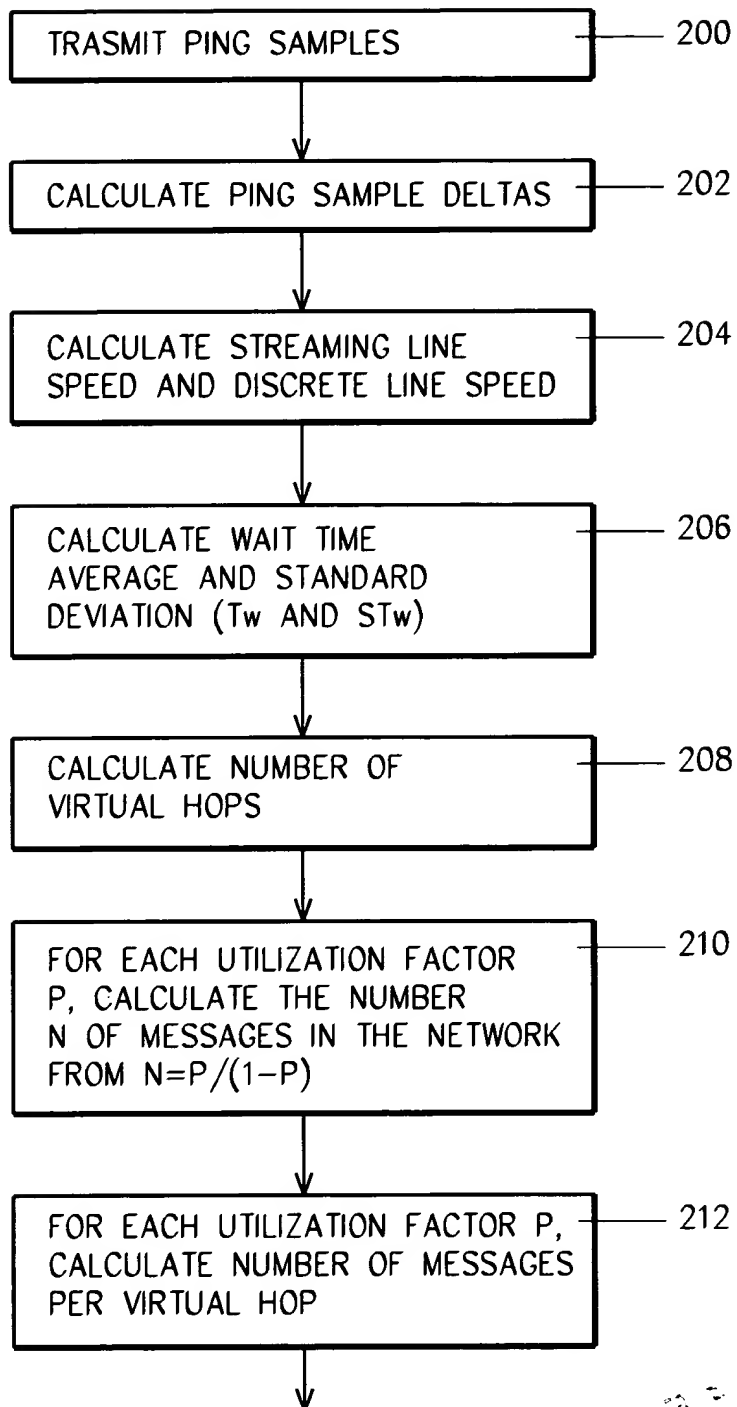 TRASMIT PING SAMPLES
200
CALCULATE PING SAMPLE DELTAS
202
CALCULATE STREAMING LINE
SPEED AND DISCRETE LINE SPEED
204
CALCULATE WAIT TIME
AVERAGE AND STANDARD
DEVIATION (Tw AND STw)
206
CALCULATE NUMBER OF
VIRTUAL HOPS
208
FOR EACH UTILIZATION FACTOR
P, CALCULATE THE NUMBER
N OF MESSAGES IN THE NETWORK
FROM N=P/(1-P)
210
FOR EACH UTILIZATION FACTOR P,
CALCULATE NUMBER OF MESSAGES
PER VIRTUAL HOP
212